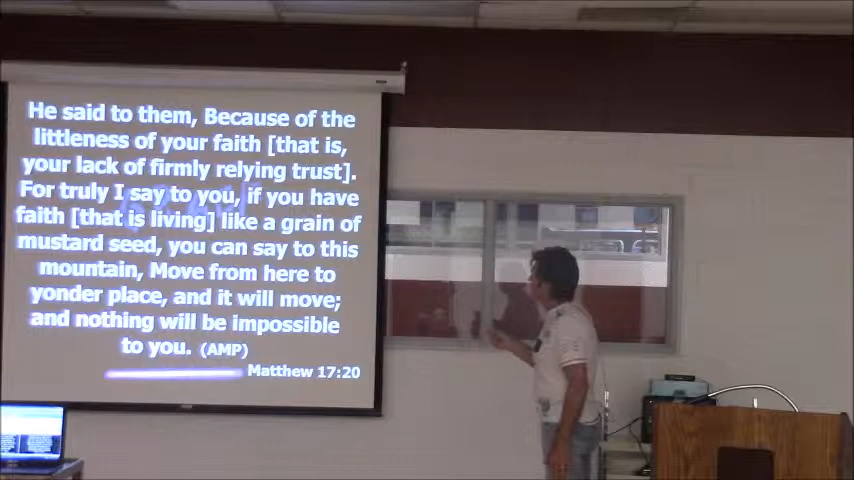 He said to them, Because of the
littleness of your faith [that is,
your lack of firmly relying trust].
For truly I say to you, if you have
faith [that is living] like a grain of
mustard seed, you can say to this
mountain, Move from here to
yonder place, and it will move;
and nothing will be impossible
to you. (AMP)
Matthew 17:20